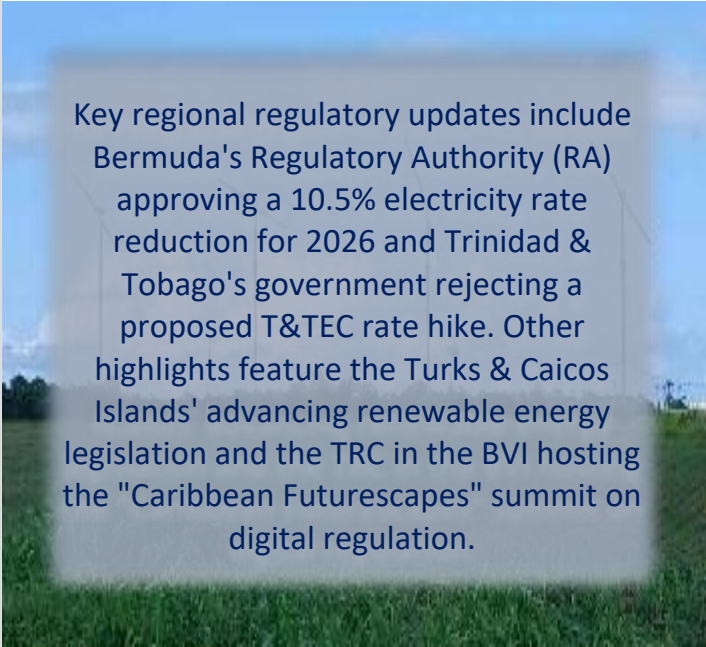 Key regional regulatory updates include
Bermuda's Regulatory Authority (RA)
approving a 10.5% electricity rate
reduction for 2026 and Trinidad &
Tobago's government rejecting a
proposed T&TEC rate hike. Other
highlights feature the Turks & Caicos
Islands' advancing renewable energy
legislation and the TRC in the BVI hosting
the "Caribbean Futurescapes" summit on
digital regulation.